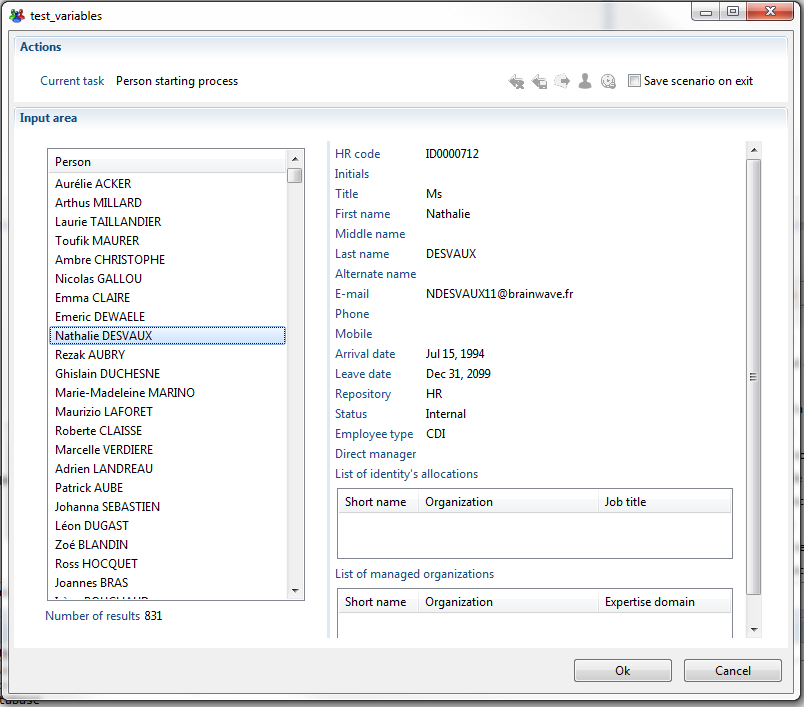 test_variables
Actions
Current task Person starting process
Save scenario on exit
Input area
Person
Aurélie ACKER
Arthus MILLARD
Laurie TAILLANDIER
Toufik MAURER
Ambre CHRISTOPHE
Nicolas GALLOU
Emma CLAIRE
Emeric DEWAELE
Nathalie DESVAUX
Rezak AUBRY
Ghislain DUCHESNE
Marie-Madeleine MARINO
Maurizio LAFORET
Roberte CLAISSE
Marcelle VERDIERE
Adrien LANDREAU
Patrick AUBE
Johanna SEBASTIEN
Léon DUGAST
Zoé BLANDIN
Ross HOCQUET
Joannes BRAS
Number of results 831
HR code ID0000712
Initials
Title Ms
First name Nathalie
Middle name
Last name DESVAUX
Alternate name
E-mail NDESVAUX11@brainwave.fr
Phone
Mobile
Arrival date Jul 15, 1994
Leave date Dec 31, 2099
Repository HR
Status Internal
Employee type CDI
Direct manager
List of identity's allocations
Short name Organization Job title
List of managed organizations
Short name Organization Expertise domain
Ok Cancel